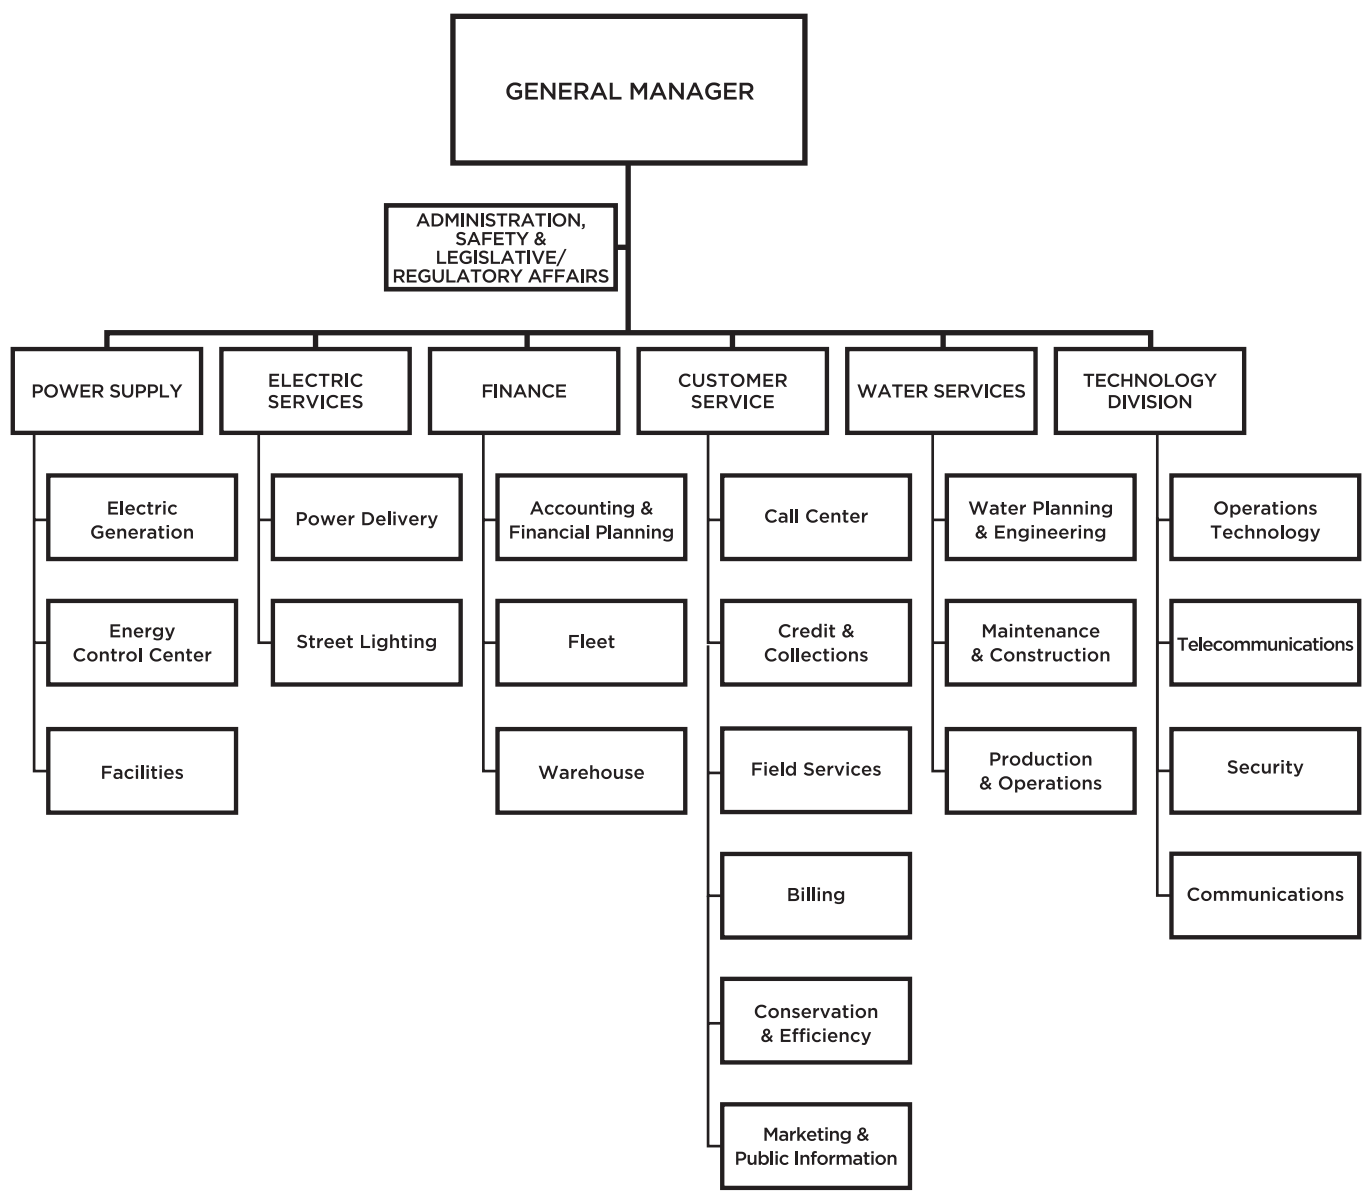 GENERAL MANAGER
ADMINISTRATION,
SAFETY &
LEGISLATIVE/
REGULATORY AFFAIRS
POWER SUPPLY
ELECTRIC
SERVICES
FINANCE
CUSTOMER
SERVICE
WATER SERVICES
TECHNOLOGY
DIVISION
Electric
Generation
Energy
Control Center
Facilities
Power Delivery
Street Lighting
Accounting &
Financial Planning
Fleet
Warehouse
Call Center
Credit &
Collections
Field Services
Billing
Conservation
& Efficiency
Marketing &
Public Information
Water Planning
& Engineering
Maintenance
& Construction
Production
& Operations
Operations
Technology
Telecommunications
Security
Communications